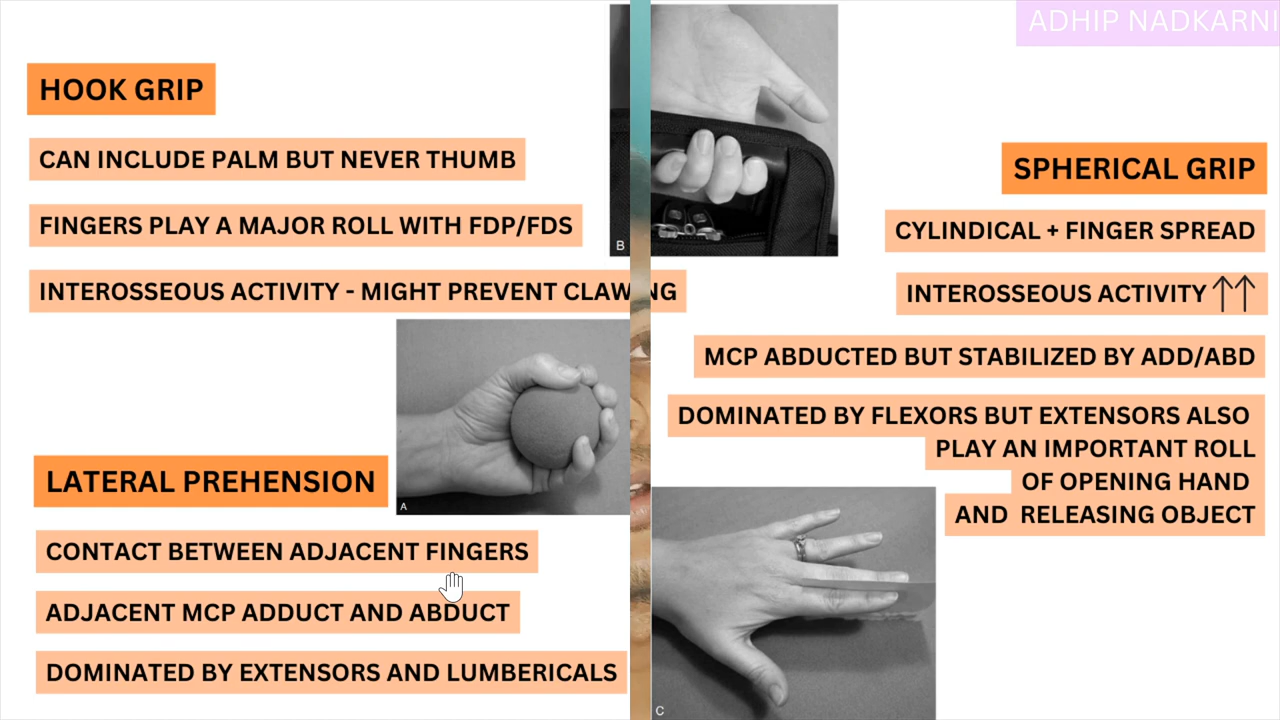 ADHIP NADKARNI
HOOK GRIP
CAN INCLUDE PALM BUT NEVER THUMB
FINGERS PLAY A MAJOR ROLL WITH FDP/FDS
INTEROSSEOUS ACTIVITY - MIGHT PREVENT CLAWING
B
SPHERICAL GRIP
CYLINDICAL + FINGER SPREAD
INTEROSSEOUS ACTIVITY ↑↑
MCP ABDUCTED BUT STABILIZED BY ADD/ABD
DOMINATED BY FLEXORS BUT EXTENSORS ALSO
PLAY AN IMPORTANT ROLL
OF OPENING HAND
AND RELEASING OBJECT
A
LATERAL PREHENSION
CONTACT BETWEEN ADJACENT FINGERS
ADJACENT MCP ADDUCT AND ABDUCT
DOMINATED BY EXTENSORS AND LUMBERICALS
C